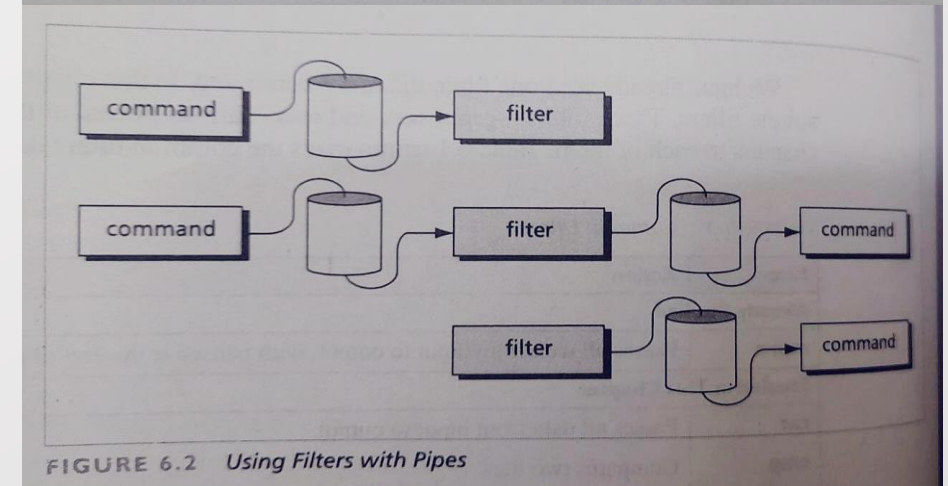 command
filter
command
filter
command
filter
command
FIGURE 6.2 Using Filters with Pipes